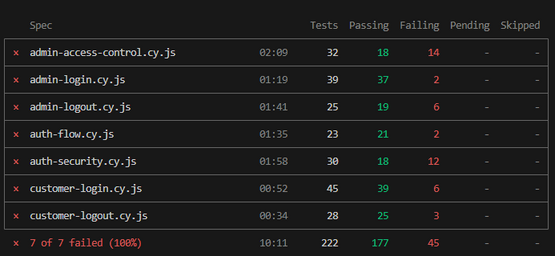 Spec Tests Passing Failing Pending Skipped
× admin-access-control.cy.js 02:09 32 18 14 - -
× admin-login.cy.js 01:19 39 37 2 - -
× admin-logout.cy.js 01:41 25 19 6 - -
× auth-flow.cy.js 01:35 23 21 2 - -
× auth-security.cy.js 01:58 30 18 12 - -
× customer-login.cy.js 00:52 45 39 6 - -
× customer-logout.cy.js 00:34 28 25 3 - -
× 7 of 7 failed (100%) 10:11 222 177 45 - -